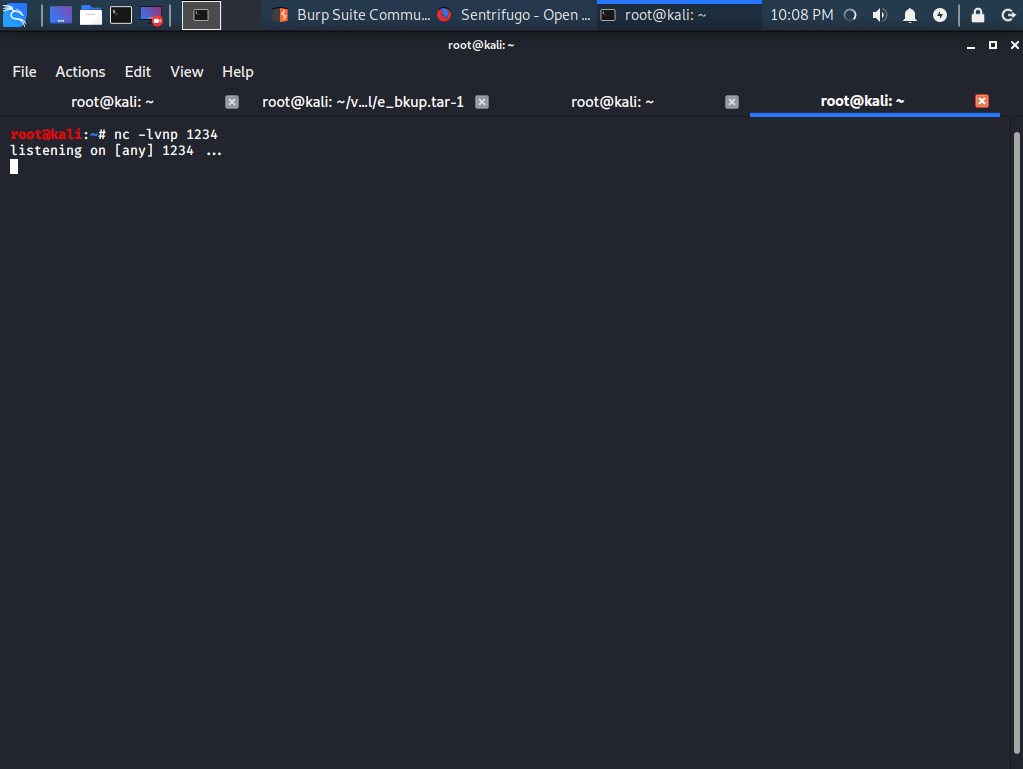 Burp Suite Commu... Sentrifugo - Open ... root@kali: ~ 10:08 PM
root@kali: ~
File Actions Edit View Help
root@kali: ~ root@kali: ~/v...l/e_bkup.tar-1 root@kali: ~ root@kali: ~
root@kali:~# nc -lvnp 1234
listening on [any] 1234 ...